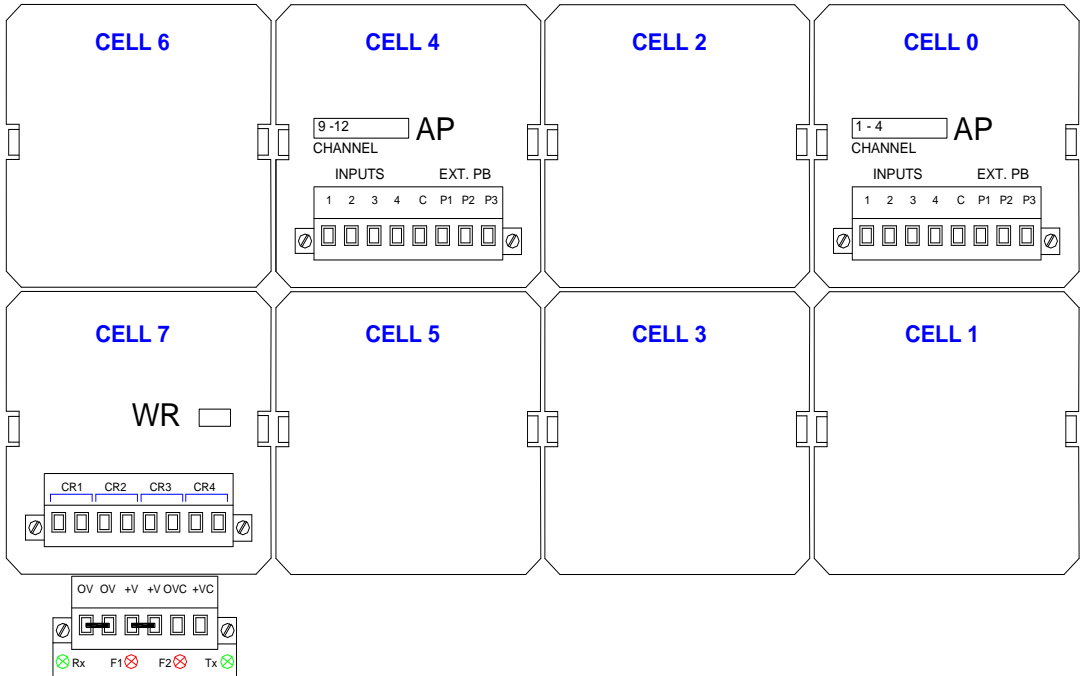 CELL 6
CELL 4
CELL 2
CELL 0
9 -12
AP
CHANNEL
INPUTS EXT. PB
1 2 3 4 C P1 P2 P3
1 - 4
AP
CHANNEL
INPUTS EXT. PB
1 2 3 4 C P1 P2 P3
CELL 7
CELL 5
CELL 3
CELL 1
WR
CR1 CR2 CR3 CR4
OV OV +V +V OVC +VC
Rx F1 F2 Tx